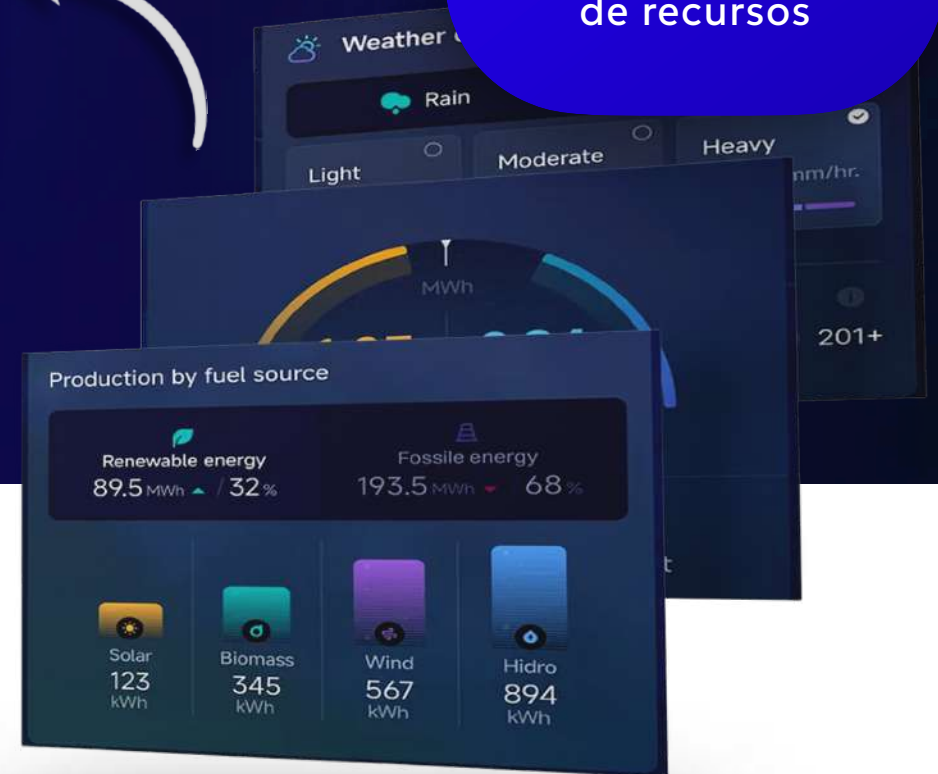 de recursos
Weather
Rain
Light
Moderate
Heavy
mm/hr.
MWh
201+
Production by fuel source
Renewable energy
89.5 MWh / 32 %
Fossile energy
193.5 MWh 68 %
Solar
123
kWh
Biomass
345
kWh
Wind
567
kWh
Hidro
894
kWh